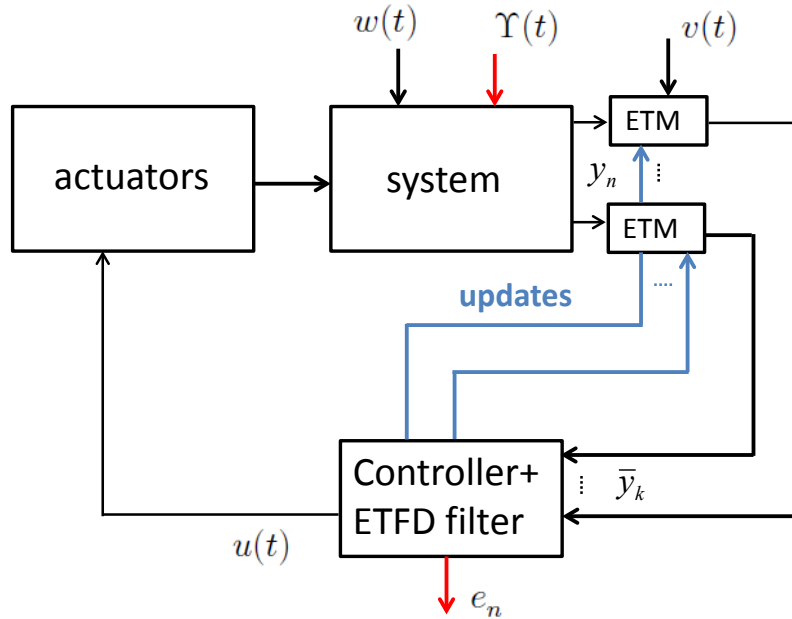 w(t)
Υ(t)
v(t)
actuators
system
ETM
y_n
ETM
updates
Controller+
ETFD filter
ȳ_k
u(t)
e_n